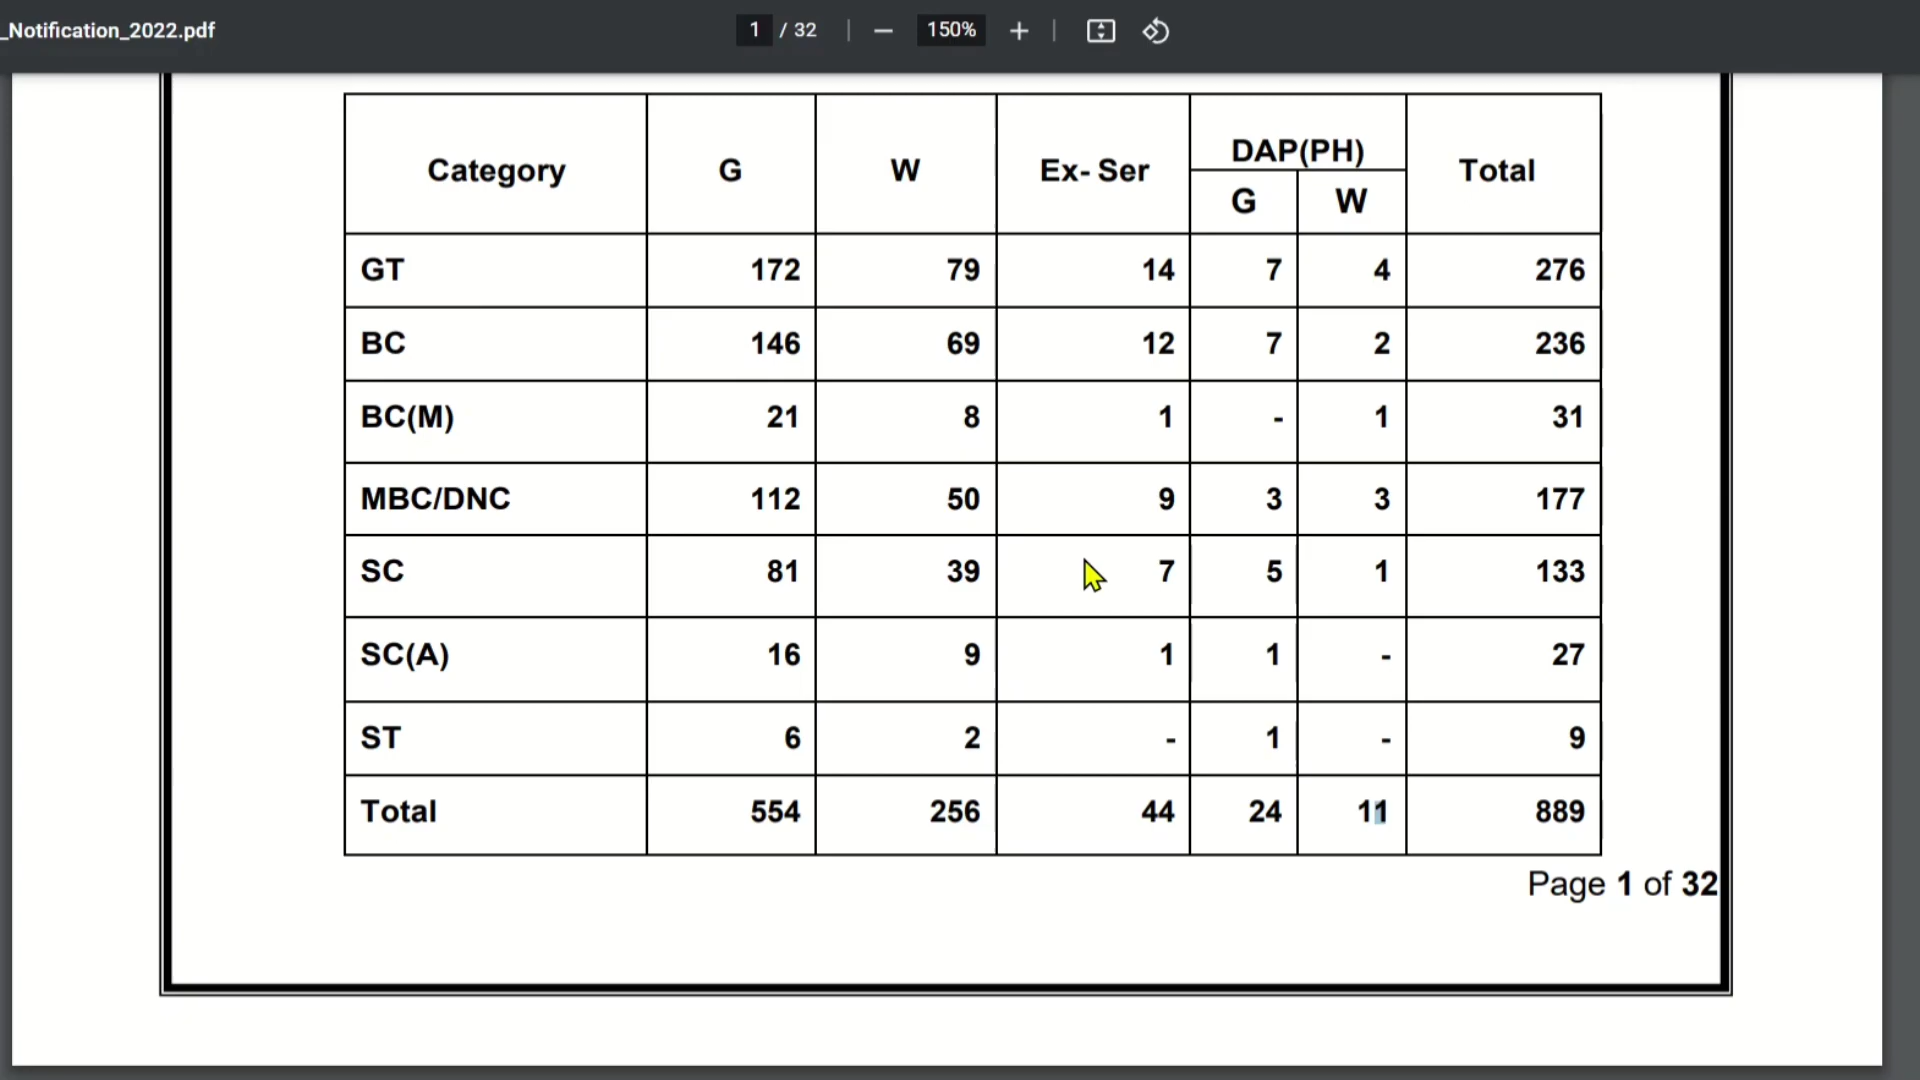 _Notification_2022.pdf
1 / 32
150%
Category G W Ex- Ser DAP(PH) Total
G W
GT 172 79 14 7 4 276
BC 146 69 12 7 2 236
BC(M) 21 8 1 - 1 31
MBC/DNC 112 50 9 3 3 177
SC 81 39 7 5 1 133
SC(A) 16 9 1 1 - 27
ST 6 2 - 1 - 9
Total 554 256 44 24 11 889
Page 1 of 32